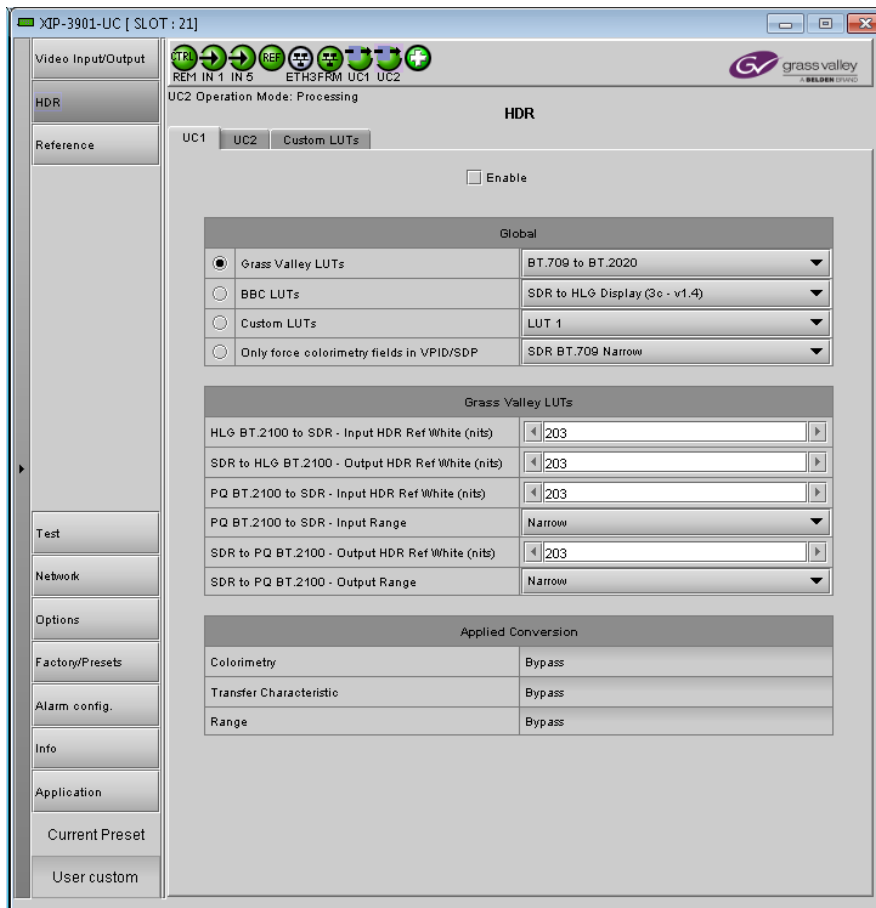 XIP-3901-UC [ SLOT : 21]
Video Input/Output
HDR
Reference
Test
Network
Options
Factory/Presets
Alarm config.
Info
Application
Current Preset
User custom
CTRL REF
REM IN 1 IN 5 ETH3FRM UC1 UC2
GV grass valley
A BELDEN BRAND
UC2 Operation Mode: Processing
HDR
UC1 UC2 Custom LUTs
Enable
Global
Grass Valley LUTs BT.709 to BT.2020
BBC LUTs SDR to HLG Display (3c - v1.4)
Custom LUTs LUT 1
Only force colorimetry fields in VPID/SDP SDR BT.709 Narrow
Grass Valley LUTs
HLG BT.2100 to SDR - Input HDR Ref White (nits) 203
SDR to HLG BT.2100 - Output HDR Ref White (nits) 203
PQ BT.2100 to SDR - Input HDR Ref White (nits) 203
PQ BT.2100 to SDR - Input Range Narrow
SDR to PQ BT.2100 - Output HDR Ref White (nits) 203
SDR to PQ BT.2100 - Output Range Narrow
Applied Conversion
Colorimetry Bypass
Transfer Characteristic Bypass
Range Bypass